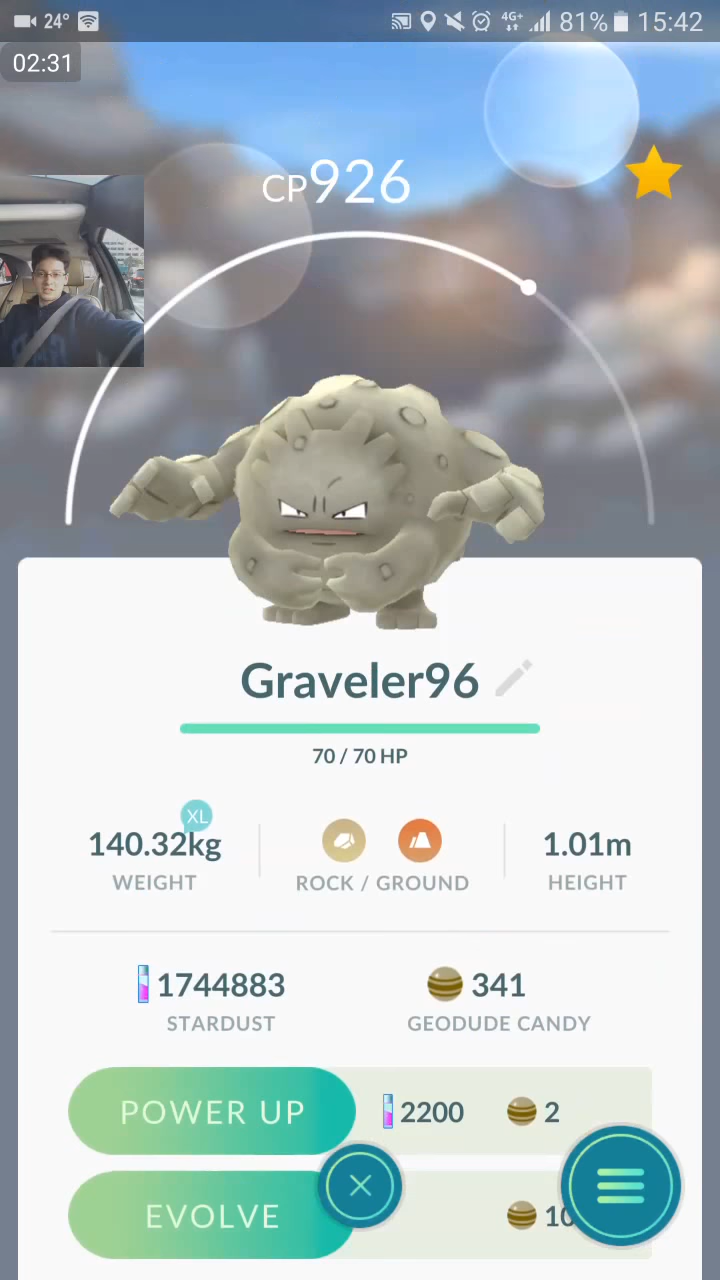 24° 4G+ 81% 15:42
02:31
CP926
Graveler96
70 / 70 HP
XL
140.32kg 1.01m
WEIGHT ROCK / GROUND HEIGHT
1744883 341
STARDUST GEODUDE CANDY
POWER UP 2200 2
EVOLVE